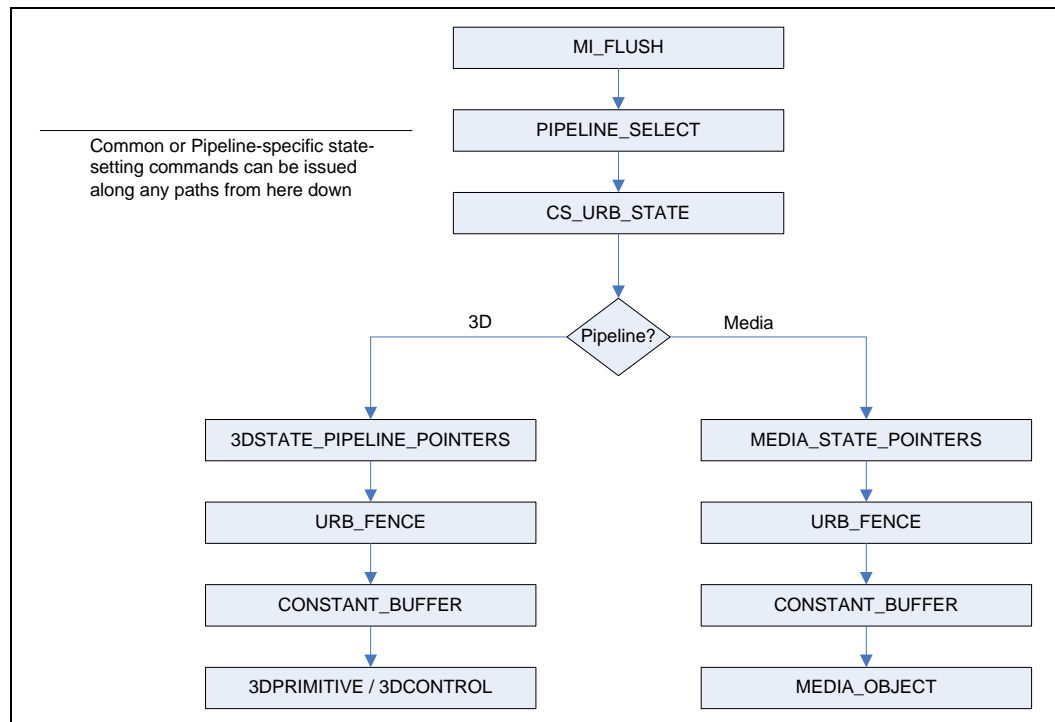 MI_FLUSH
PIPELINE_SELECT
Common or Pipeline-specific state-
setting commands can be issued
along any paths from here down
CS_URB_STATE
3D
Pipeline?
Media
3DSTATE_PIPELINE_POINTERS
MEDIA_STATE_POINTERS
URB_FENCE
URB_FENCE
CONSTANT_BUFFER
CONSTANT_BUFFER
3DPRIMITIVE / 3DCONTROL
MEDIA_OBJECT